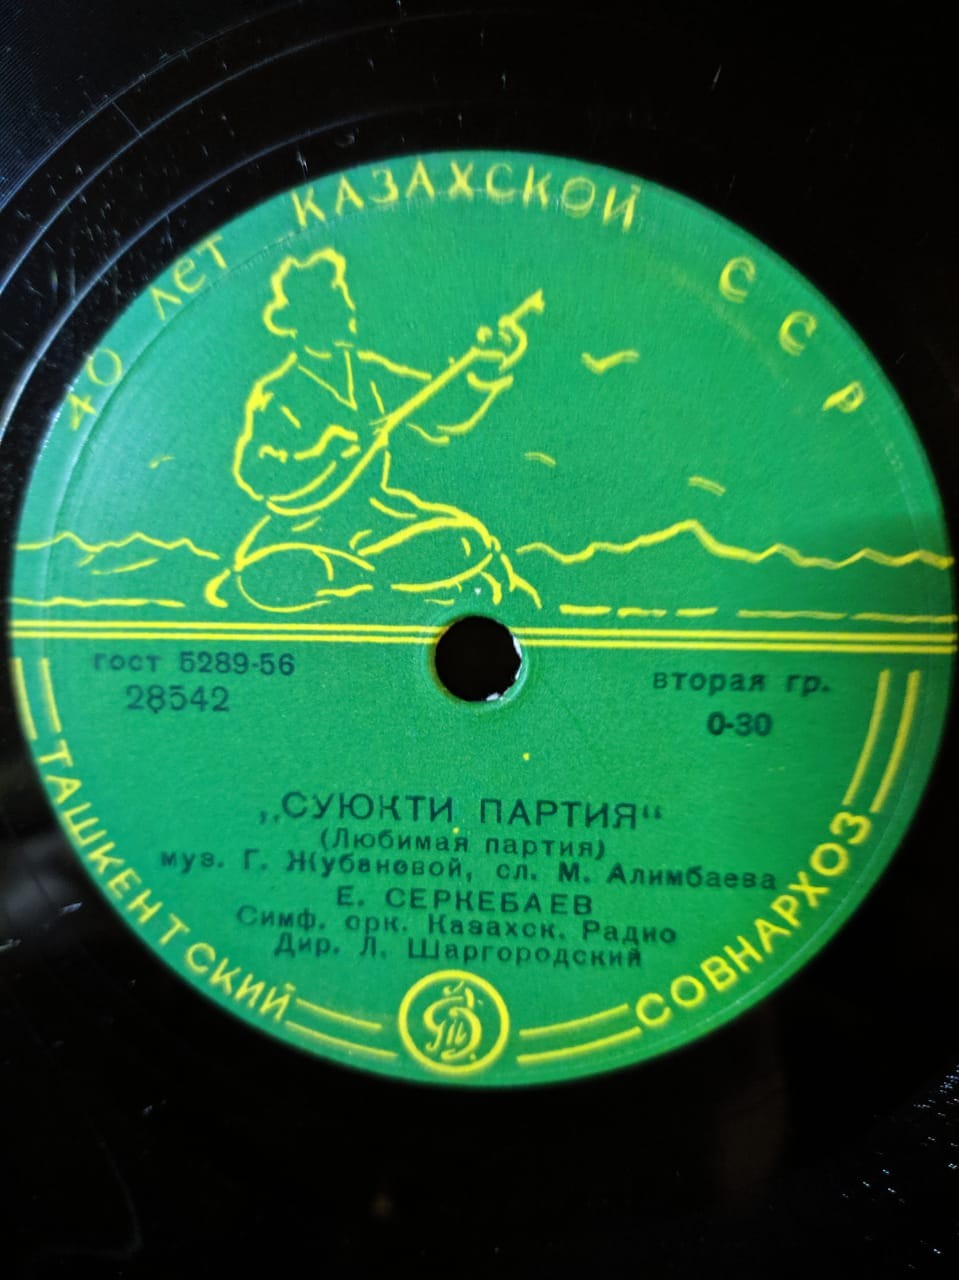 40 лет КАЗАХСКОЙ ССР
гост 5289-56
28542
вторая гр.
0-30
„СУЮКТИ ПАРТИЯ“
(Любимая партия)
муз. Г. Жубановой, сл. М. Алимбаева
Е. СЕРКЕБАЕВ
Симф. орк. Казахск. Радио
Дир. Л. Шаргородский
ТАШКЕНТСКИЙ СОВНАРХОЗ